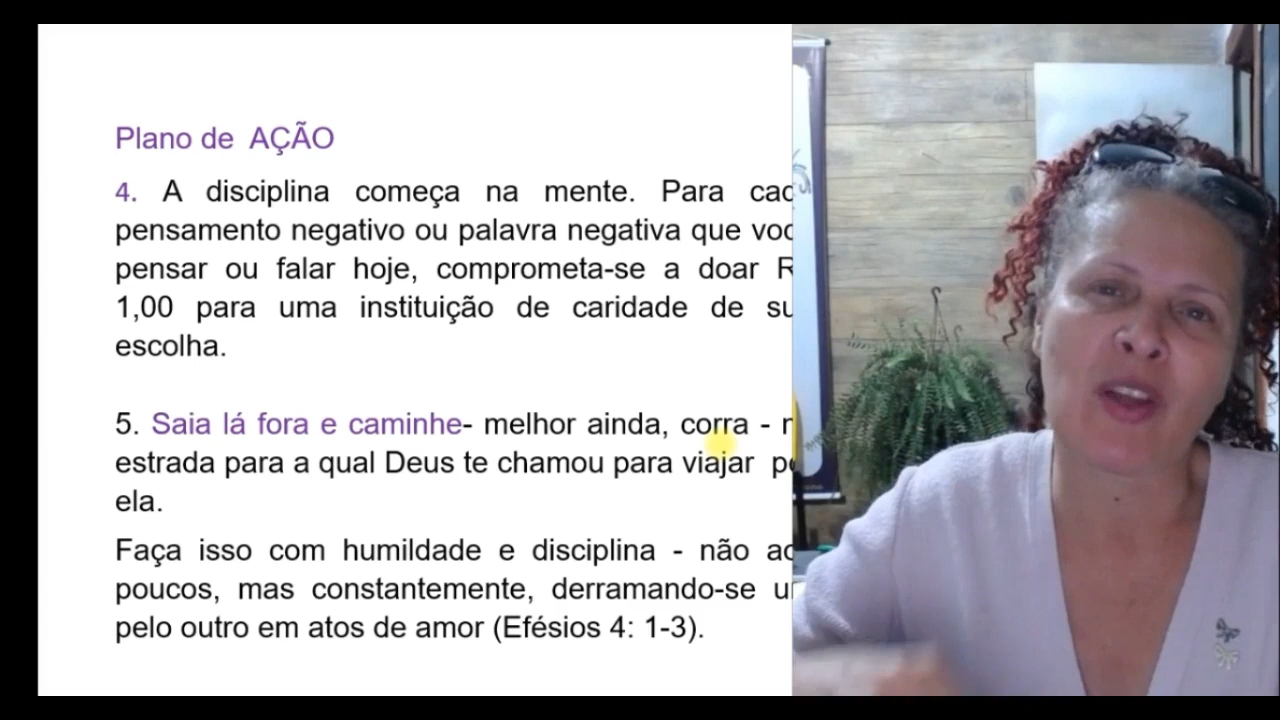 Plano de AÇÃO
4. A disciplina começa na mente. Para
pensamento negativo ou palavra negativa que
pensar ou falar hoje, comprometa-se a doar
1,00 para uma instituição de caridade de
escolha.
5. Saia lá fora e caminhe- melhor ainda, corra -
estrada para a qual Deus te chamou para viajar
ela.
Faça isso com humildade e disciplina - não
poucos, mas constantemente, derramando-se
pelo outro em atos de amor (Efésios 4: 1-3).